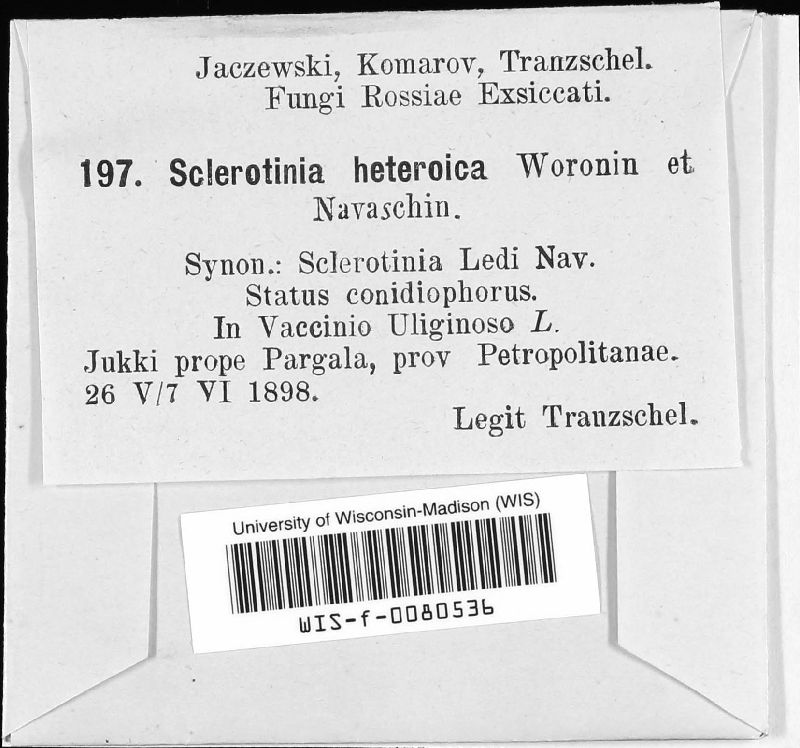 Jaczewski, Komarov, Tranzschel.
Fungi Rossiae Exsiccati.
197. Sclerotinia heteroica Woronin et
Navaschin.
Synon.: Sclerotinia Ledi Nav.
Status conidiophorus.
In Vaccinio Uliginoso L.
Jukki prope Pargala, prov Petropolitanae.
26 V/7 VI 1898.
Legit Tranzschel.
University of Wisconsin-Madison (WIS)
WIS-f-0080536